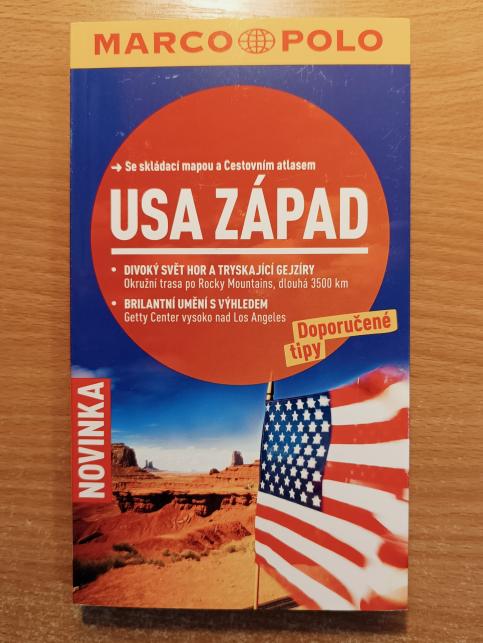 MARCO POLO
→ Se skládací mapou a Cestovním atlasem
USA ZÁPAD
• DIVOKÝ SVĚT HOR A TRYSKAJÍCÍ GEJZÍRY
Okružní trasa po Rocky Mountains, dlouhá 3500 km
• BRILANTNÍ UMĚNÍ S VÝHLEDEM
Getty Center vysoko nad Los Angeles
Doporučené
tipy
NOVINKA